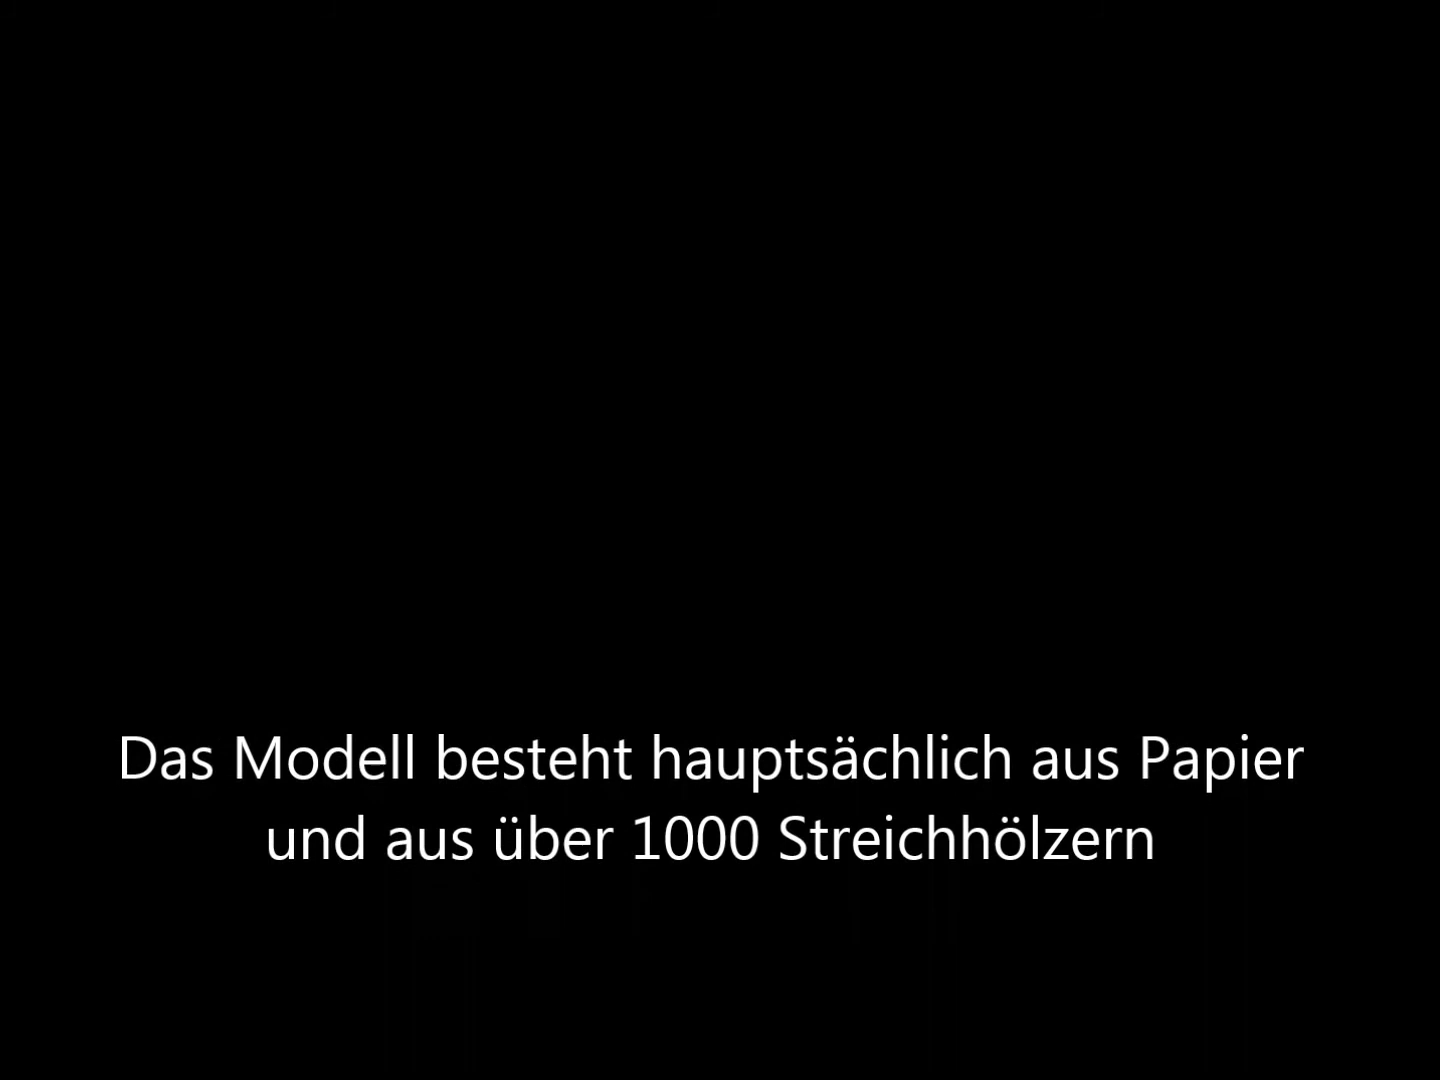 Das Modell besteht hauptsächlich aus Papier
und aus über 1000 Streichhölzern